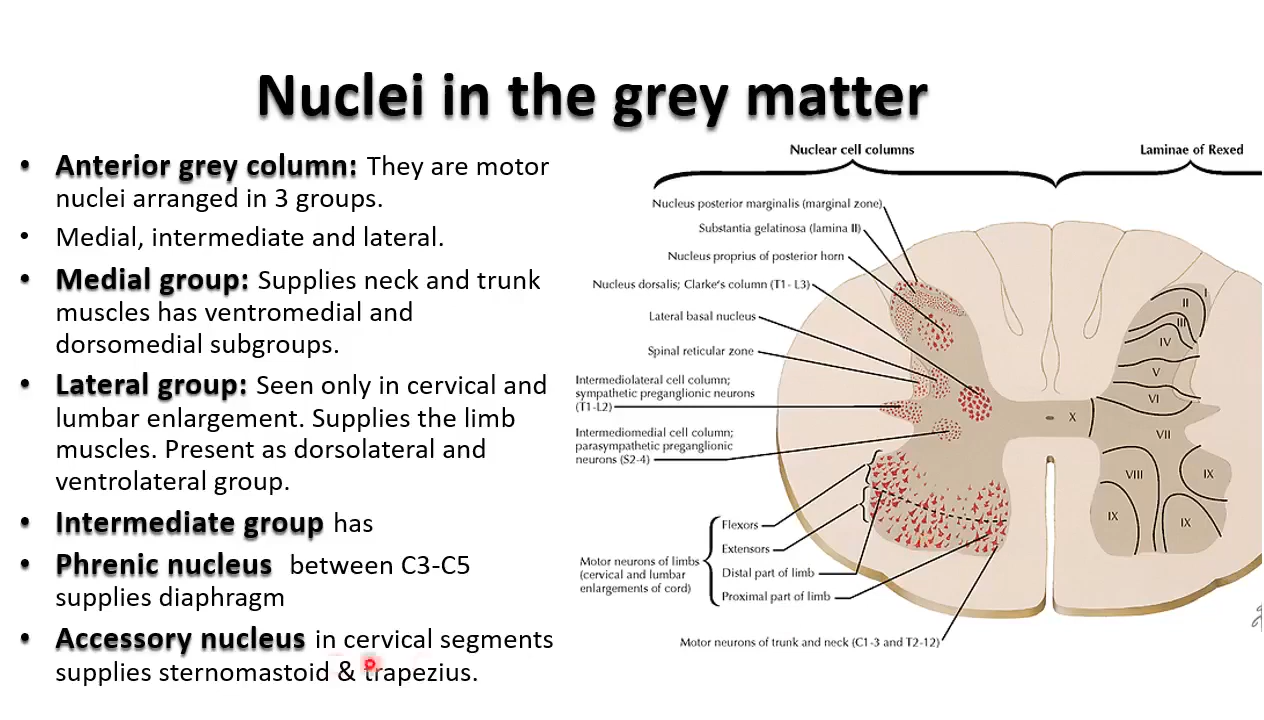 Nuclei in the grey matter
• Anterior grey column: They are motor
nuclei arranged in 3 groups.
• Medial, intermediate and lateral.
• Medial group: Supplies neck and trunk
muscles has ventromedial and
dorsomedial subgroups.
• Lateral group: Seen only in cervical and
lumbar enlargement. Supplies the limb
muscles. Present as dorsolateral and
ventrolateral group.
• Intermediate group has
• Phrenic nucleus between C3-C5
supplies diaphragm
• Accessory nucleus in cervical segments
supplies sternomastoid & trapezius.
Nuclear cell columns
Laminae of Rexed
Nucleus posterior marginalis (marginal zone)
Substantia gelatinosa (lamina II)
Nucleus proprius of posterior horn
Nucleus dorsalis; Clarke's column (T1- L3)
Lateral basal nucleus
Spinal reticular zone
Intermediolateral cell column;
sympathetic preganglionic neurons
(T1-L2)
Intermediomedial cell column;
parasympathetic preganglionic
neurons (S2-4)
Flexors
Extensors
Motor neurons of limbs
(cervical and lumbar
enlargements of cord)
Distal part of limb
Proximal part of limb
Motor neurons of trunk and neck (C1-3 and T2-12)
I
II
III
IV
V
VI
X
VII
VIII
IX
IX
IX